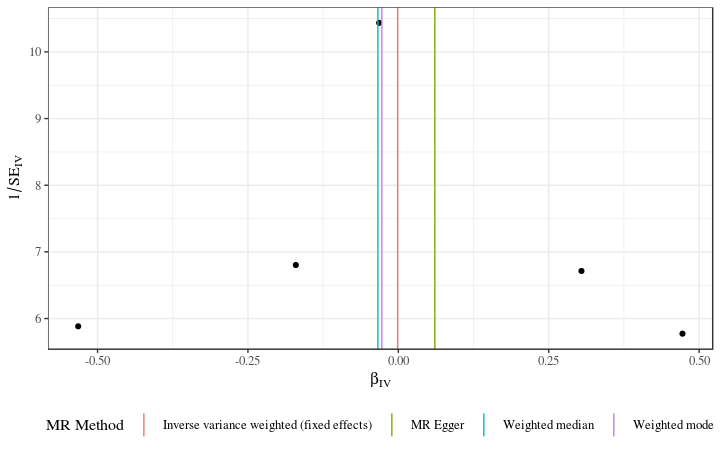 10
9
8
7
6
1/SE_IV
-0.50 -0.25 0.00 0.25 0.50
β_IV
MR Method Inverse variance weighted (fixed effects) MR Egger Weighted median Weighted mode